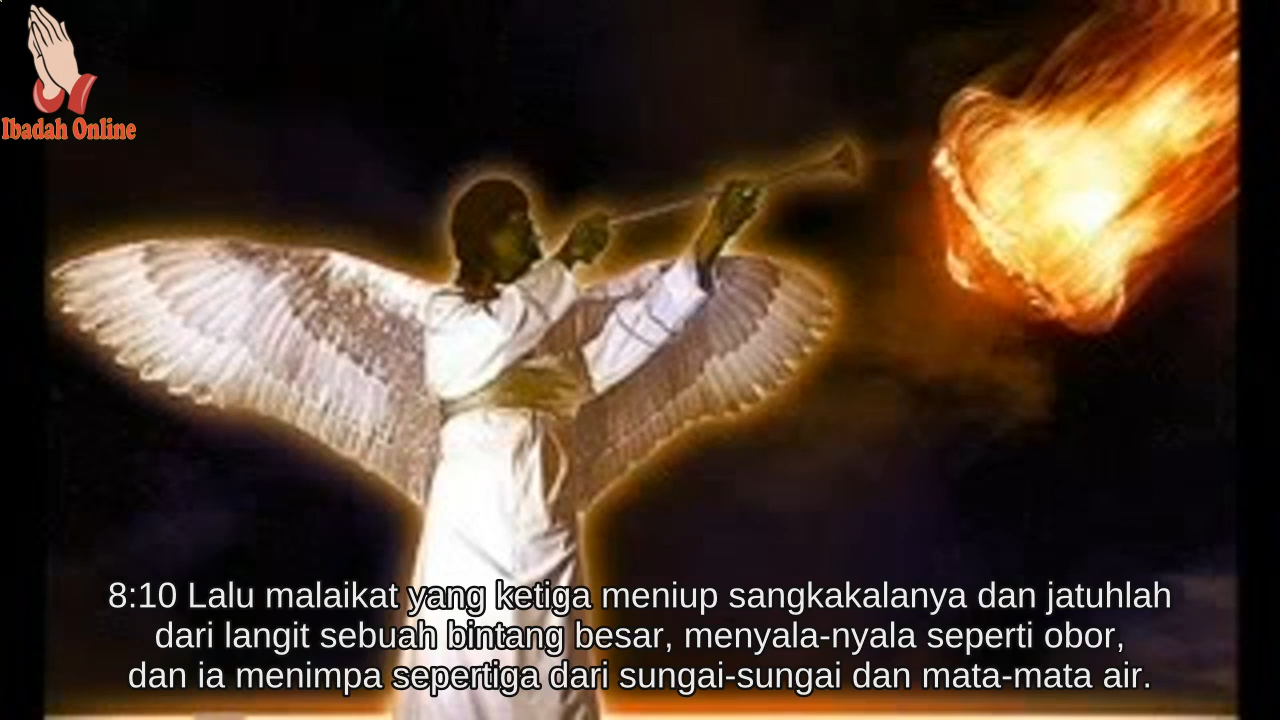 Ibadah Online
8:10 Lalu malaikat yang ketiga meniup sangkakalanya dan jatuhlah
dari langit sebuah bintang besar, menyala-nyala seperti obor,
dan ia menimpa sepertiga dari sungai-sungai dan mata-mata air.